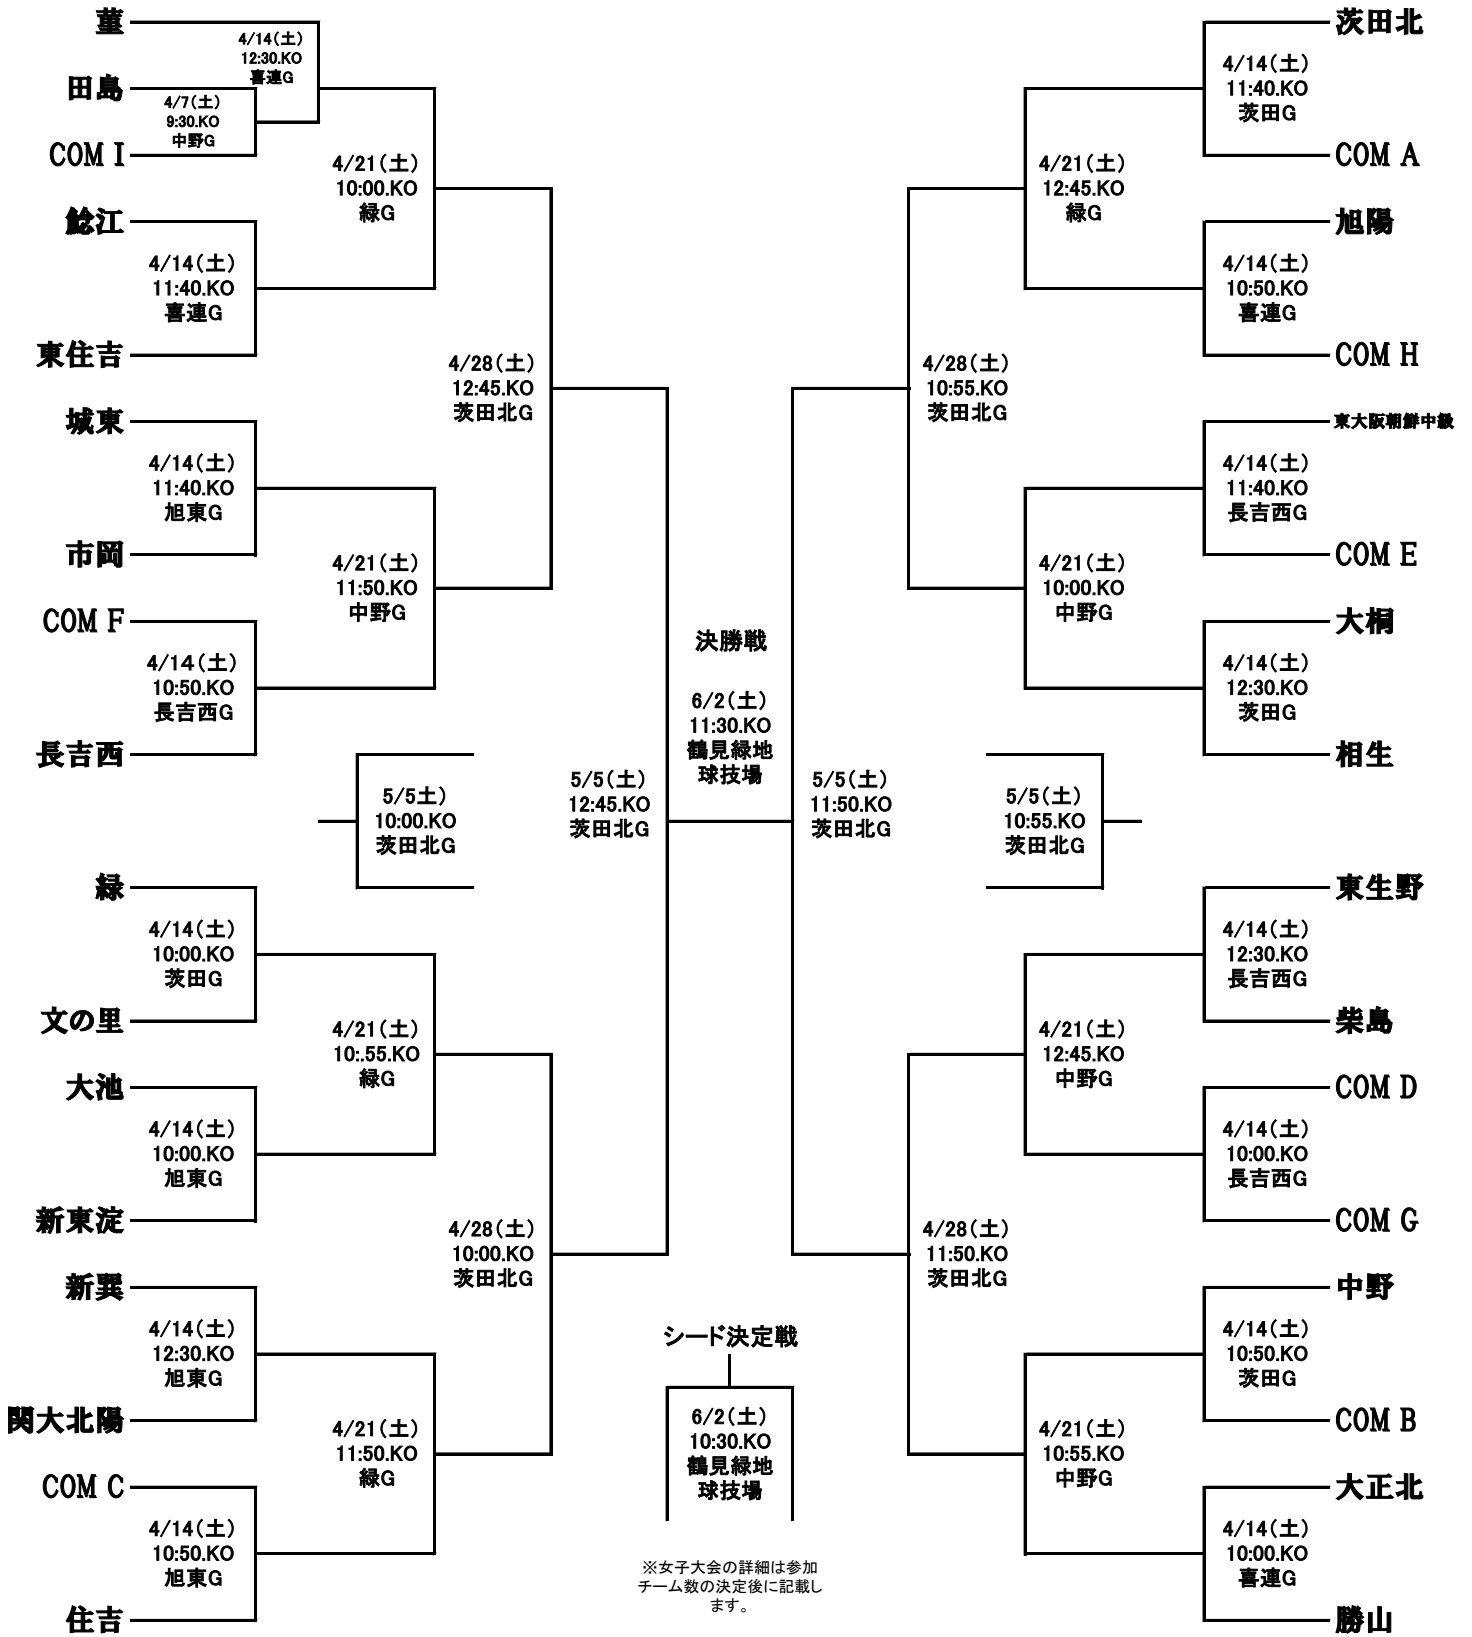 菫
4/14(土)
12:30.KO
喜連G
田島
4/7(土)
9:30.KO
中野G
COM I
4/21(土)
10:00.KO
緑G
鯰江
4/14(土)
11:40.KO
喜連G
東住吉
4/28(土)
12:45.KO
茨田北G
城東
4/14(土)
11:40.KO
旭東G
市岡
4/21(土)
11:50.KO
中野G
COM F
4/14(土)
10:50.KO
長吉西G
長吉西
5/5土)
10:00.KO
茨田北G
5/5(土)
12:45.KO
茨田北G
緑
4/14(土)
10:00.KO
茨田G
文の里
4/21(土)
10:.55.KO
緑G
大池
4/14(土)
10:00.KO
旭東G
新東淀
4/28(土)
10:00.KO
茨田北G
新巽
4/14(土)
12:30.KO
旭東G
関大北陽
4/21(土)
11:50.KO
緑G
COM C
4/14(土)
10:50.KO
旭東G
住吉
決勝戦
6/2(土)
11:30.KO
鶴見緑地
球技場
シード決定戦
6/2(土)
10:30.KO
鶴見緑地
球技場
※女子大会の詳細は参加
チーム数の決定後に記載し
ます。
茨田北
4/14(土)
11:40.KO
茨田G
COM A
4/21(土)
12:45.KO
緑G
旭陽
4/14(土)
10:50.KO
喜連G
COM H
4/28(土)
10:55.KO
茨田北G
東大阪朝鮮中級
4/14(土)
11:40.KO
長吉西G
COM E
4/21(土)
10:00.KO
中野G
大桐
4/14(土)
12:30.KO
茨田G
相生
5/5(土)
11:50.KO
茨田北G
5/5(土)
10:55.KO
茨田北G
東生野
4/14(土)
12:30.KO
長吉西G
柴島
4/21(土)
12:45.KO
中野G
COM D
4/14(土)
10:00.KO
長吉西G
COM G
4/28(土)
11:50.KO
茨田北G
中野
4/14(土)
10:50.KO
茨田G
COM B
4/21(土)
10:55.KO
中野G
大正北
4/14(土)
10:00.KO
喜連G
勝山